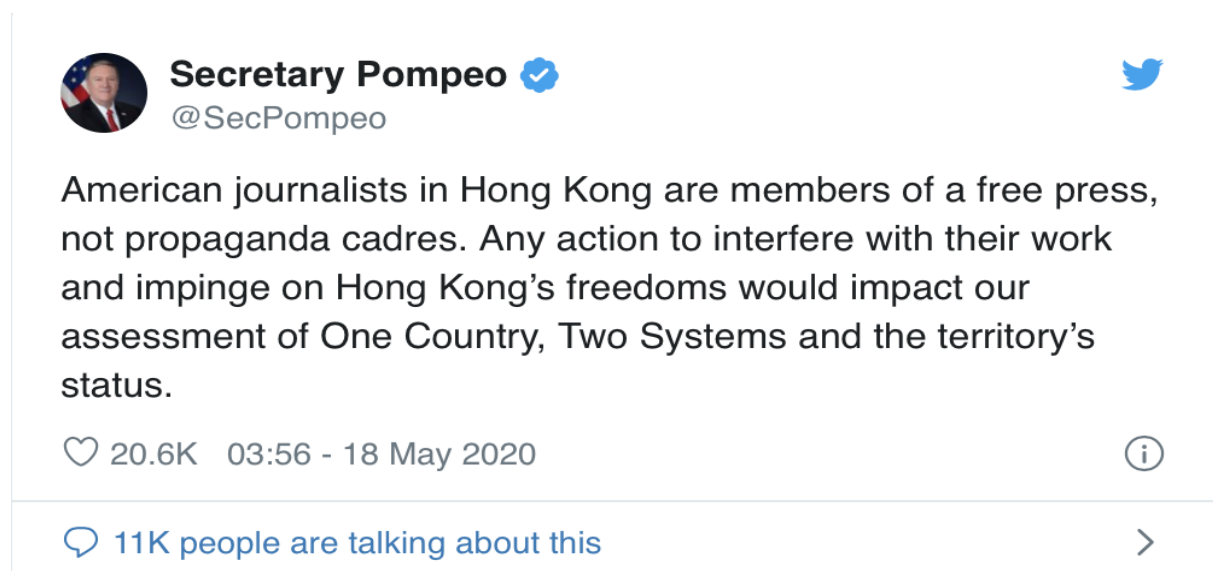 Secretary Pompeo
@SecPompeo
American journalists in Hong Kong are members of a free press,
not propaganda cadres. Any action to interfere with their work
and impinge on Hong Kong’s freedoms would impact our
assessment of One Country, Two Systems and the territory’s
status.
20.6K 03:56 - 18 May 2020
11K people are talking about this